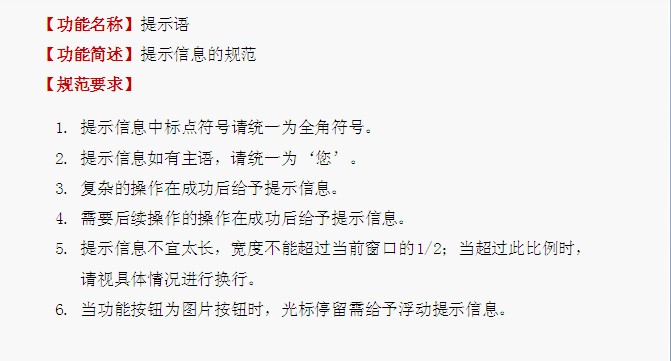 【功能名称】提示语
【功能简述】提示信息的规范
【规范要求】
1. 提示信息中标点符号请统一为全角符号。
2. 提示信息如有主语，请统一为‘您’。
3. 复杂的操作在成功后给予提示信息。
4. 需要后续操作的操作在成功后给予提示信息。
5. 提示信息不宜太长，宽度不能超过当前窗口的1/2；当超过此比例时，
请视具体情况进行换行。
6. 当功能按钮为图片按钮时，光标停留需给予浮动提示信息。